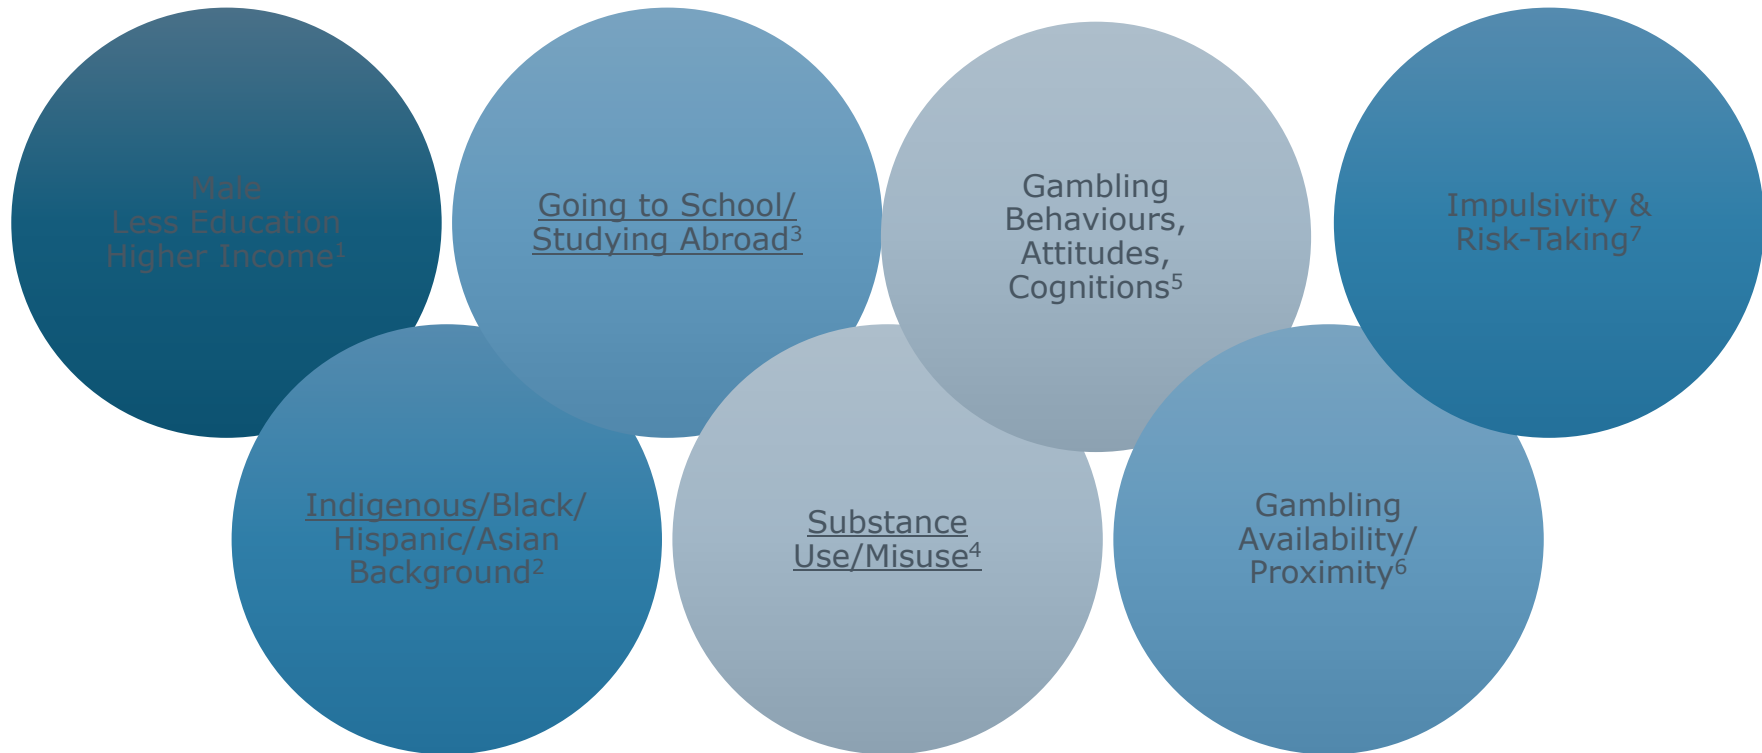 Male
Less Education
Higher Income¹
Indigenous/Black/
Hispanic/Asian
Background²
Going to School/
Studying Abroad³
Substance
Use/Misuse⁴
Gambling
Behaviours,
Attitudes,
Cognitions⁵
Gambling
Availability/
Proximity⁶
Impulsivity &
Risk-Taking⁷